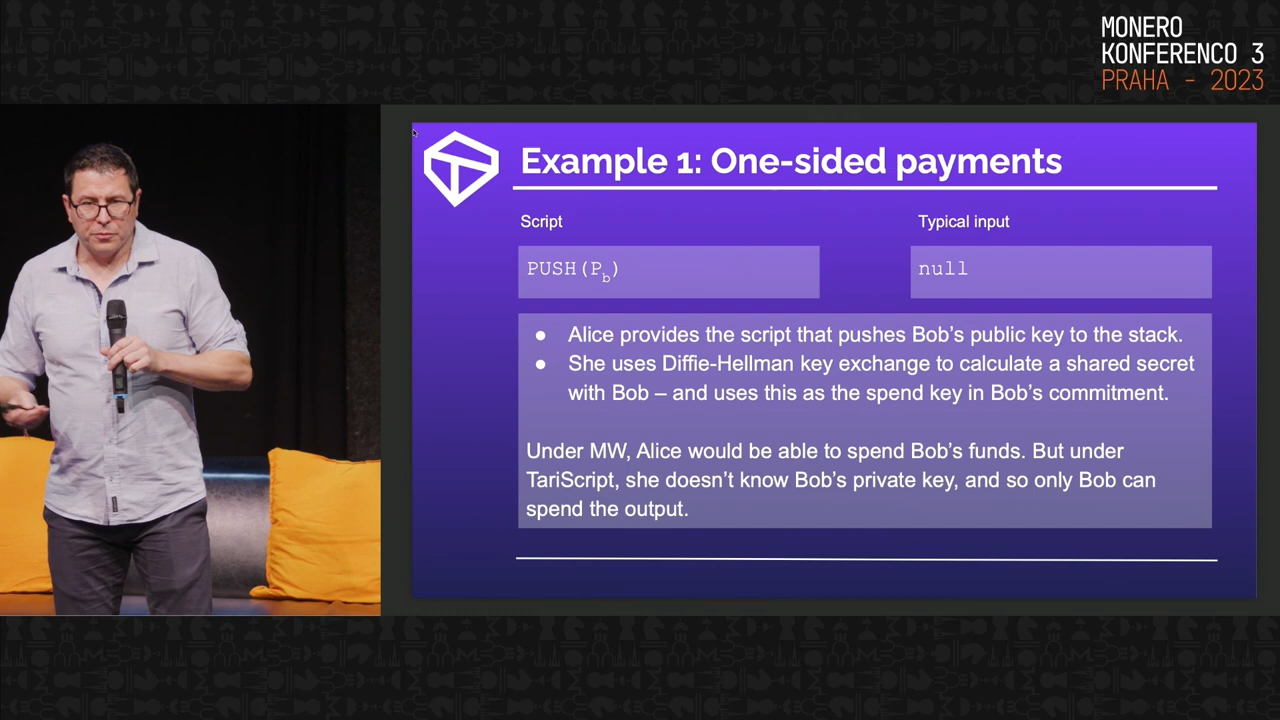 MONERO
KONFERENCO 3
PRAHA - 2023
Example 1: One-sided payments
Script
Typical input
PUSH(Pb)
null
● Alice provides the script that pushes Bob's public key to the stack.
● She uses Diffie-Hellman key exchange to calculate a shared secret
with Bob – and uses this as the spend key in Bob's commitment.
Under MW, Alice would be able to spend Bob's funds. But under
TariScript, she doesn't know Bob's private key, and so only Bob can
spend the output.